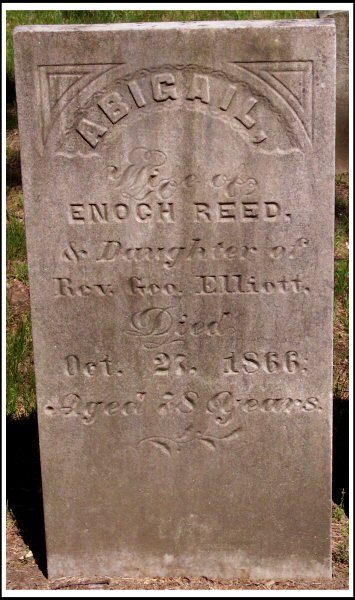 ABIGAIL,
Wife of
ENOCH REED,
& Daughter of
Rev. Geo. Elliott.
Died
Oct. 27. 1866.
Aged 78 Years.